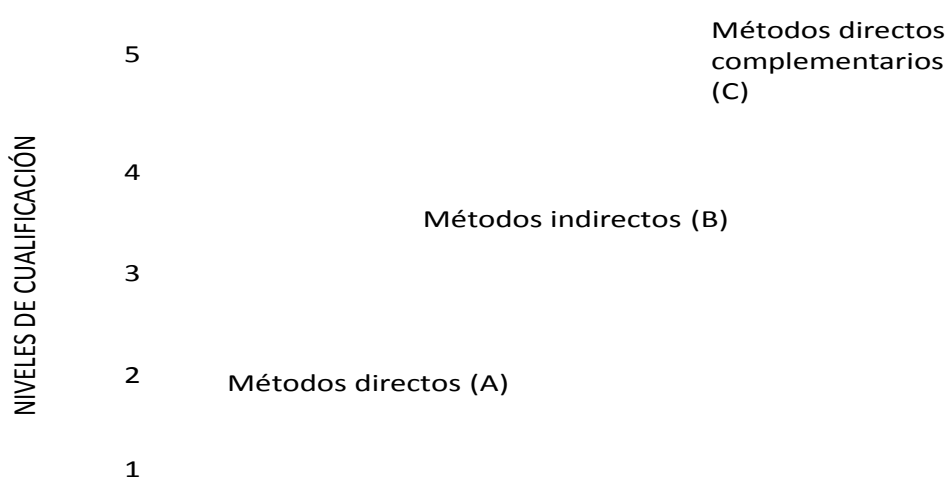 NIVELES DE CUALIFICACIÓN
5
Métodos directos
complementarios
(C)
4
Métodos indirectos (B)
3
2
Métodos directos (A)
1